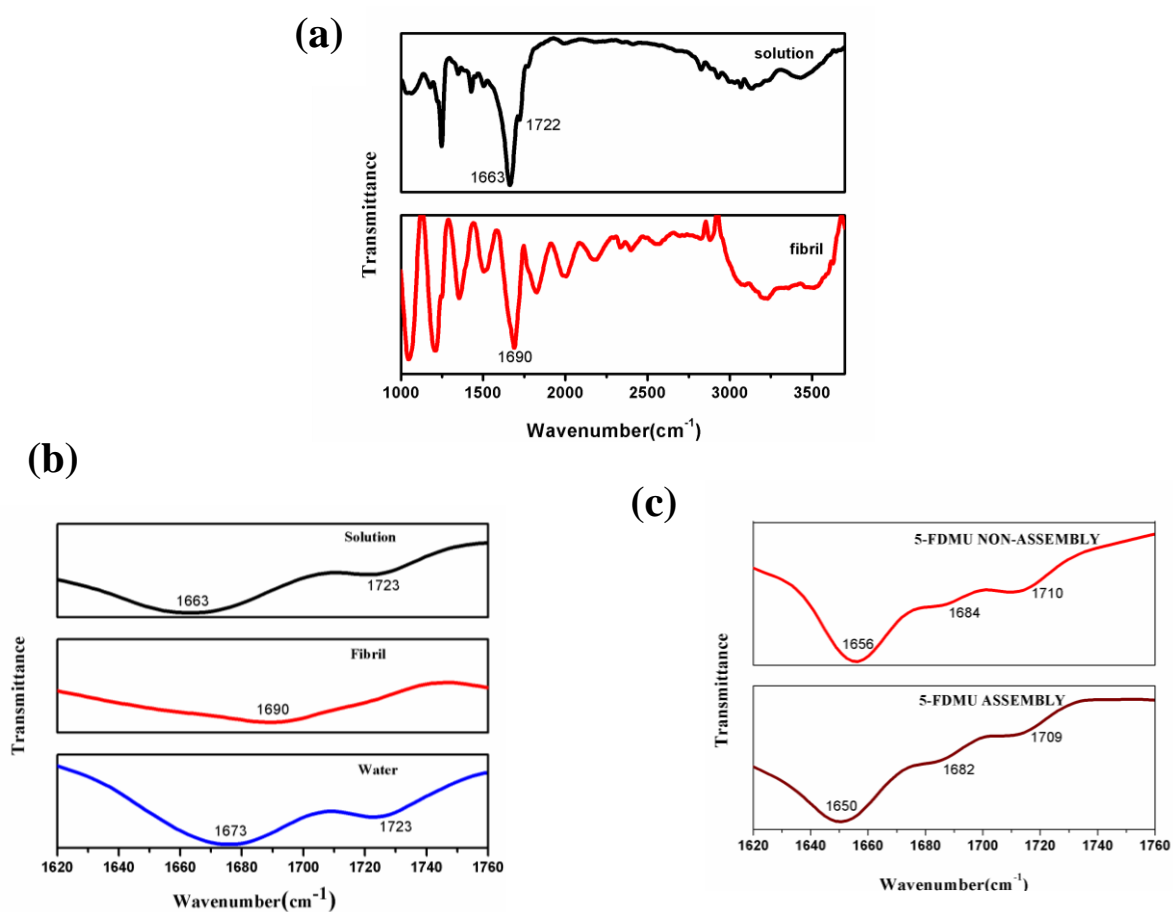 (a)
solution
1722
1663
Transmittance
fibril
1690
1000 1500 2000 2500 3000 3500
Wavenumber(cm⁻¹)
(b)
Solution
1663
1723
Fibril
1690
Transmittance
Water
1673
1723
1620 1640 1660 1680 1700 1720 1740 1760
Wavenumber(cm⁻¹)
(c)
5-FDMU NON-ASSEMBLY
1710
1684
1656
Transmittance
5-FDMU ASSEMBLY
1709
1682
1650
1620 1640 1660 1680 1700 1720 1740 1760
Wavenumber(cm⁻¹)